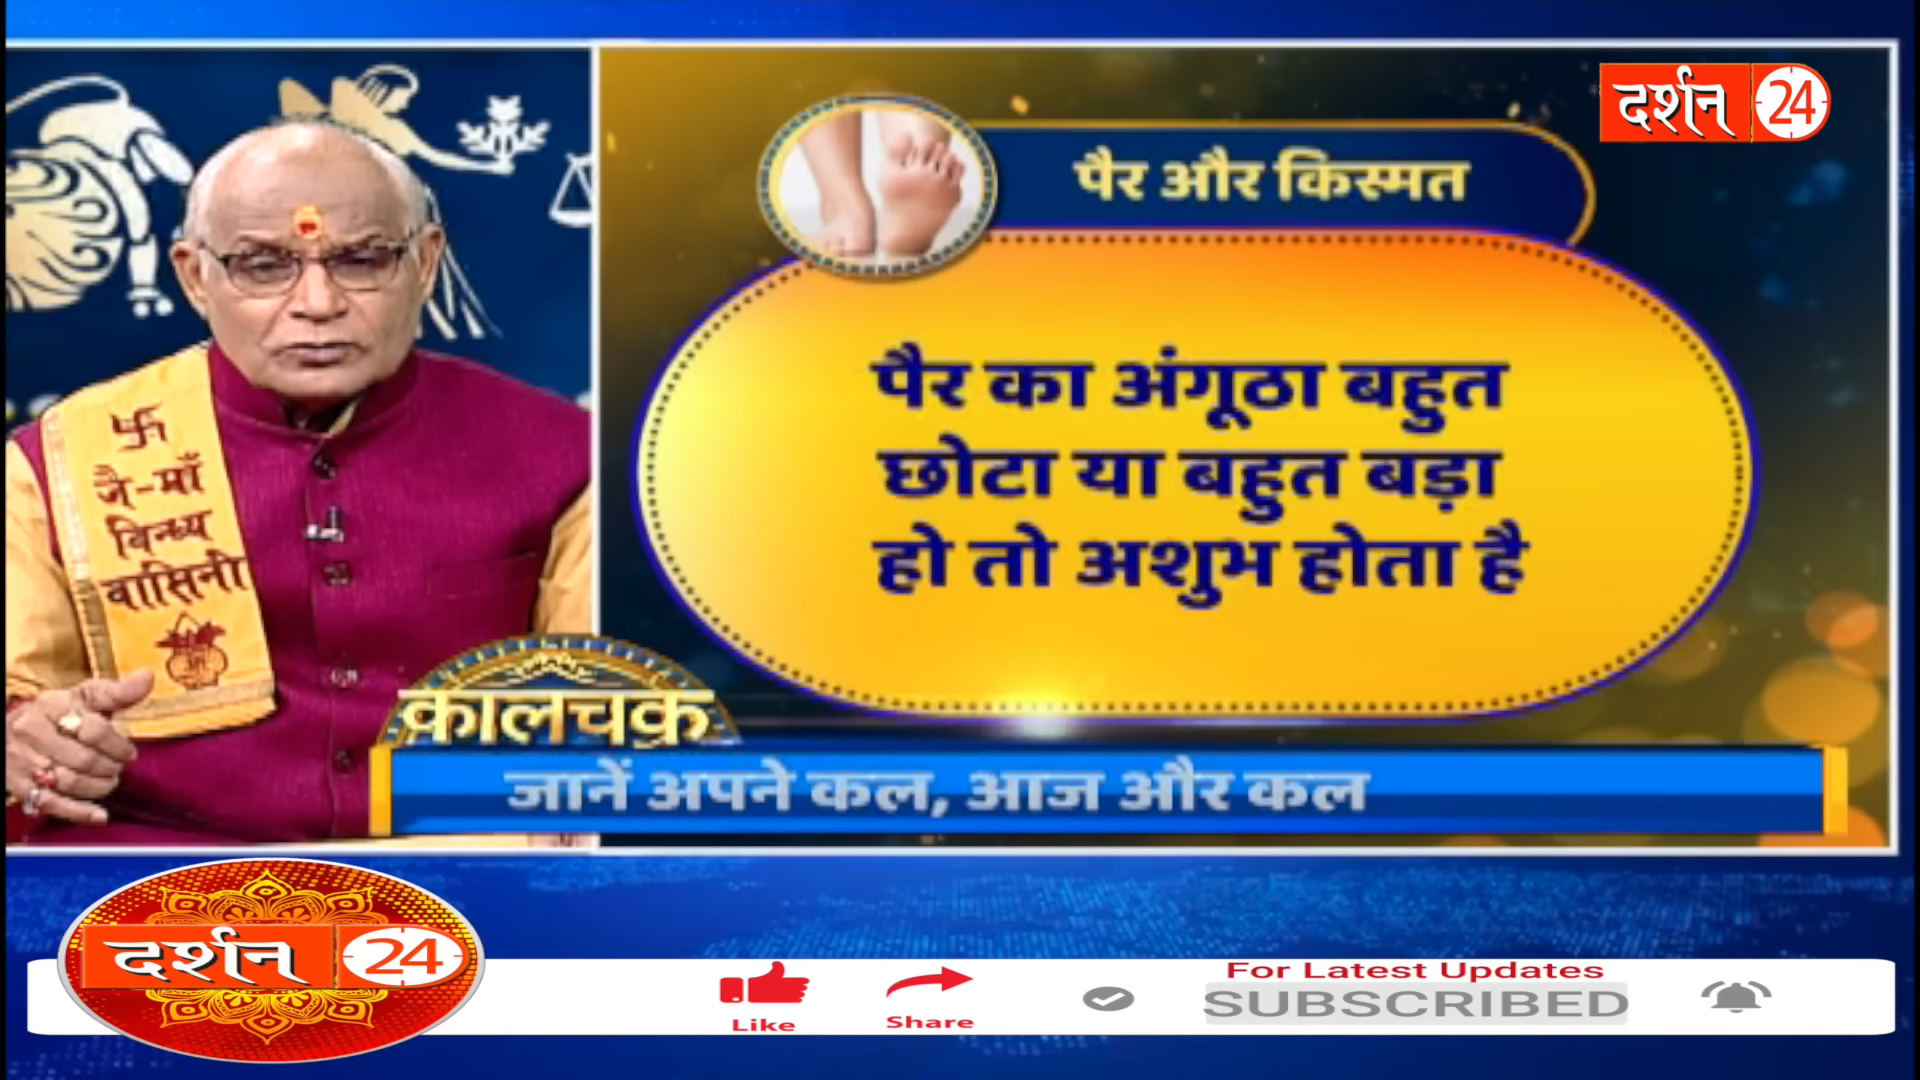 दर्शन 24
पैर और किस्मत
पैर का अंगूठा बहुत
छोटा या बहुत बड़ा
हो तो अशुभ होता है
जै-माँ
विन्ध्य
वासिनी
कालचक्र
जानें अपने कल, आज और कल
दर्शन 24
Like
Share
For Latest Updates
SUBSCRIBED